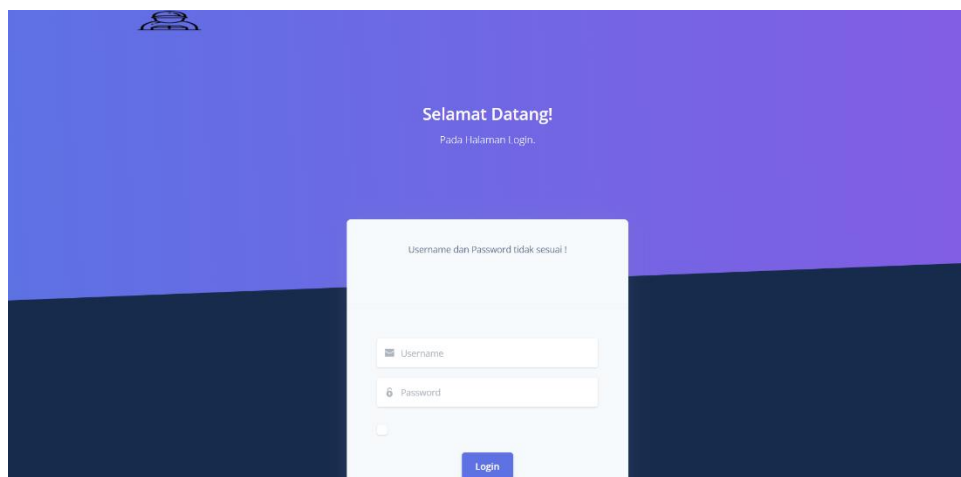 Selamat Datang!
Pada Halaman Login.
Username dan Password tidak sesuai !
Username
Password
Login